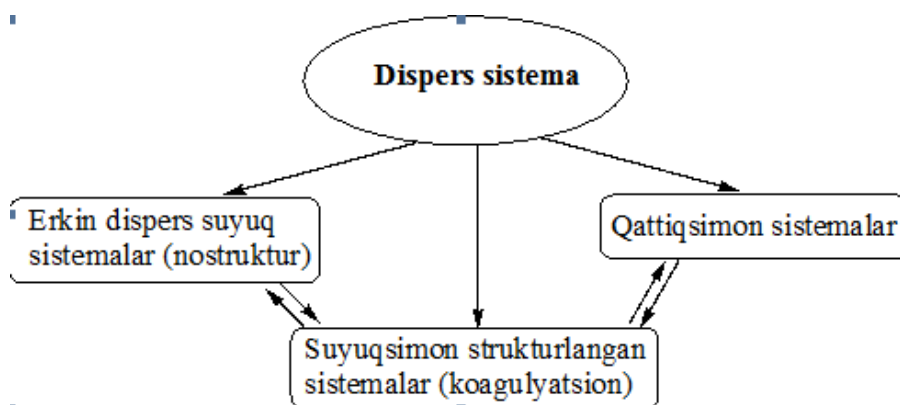 Dispers sistema
Erkin dispers suyuq
sistemalar (nostruktur)
Qattiqsimon sistemalar
Suyuqsimon strukturlangan
sistemalar (koagulyatsion)